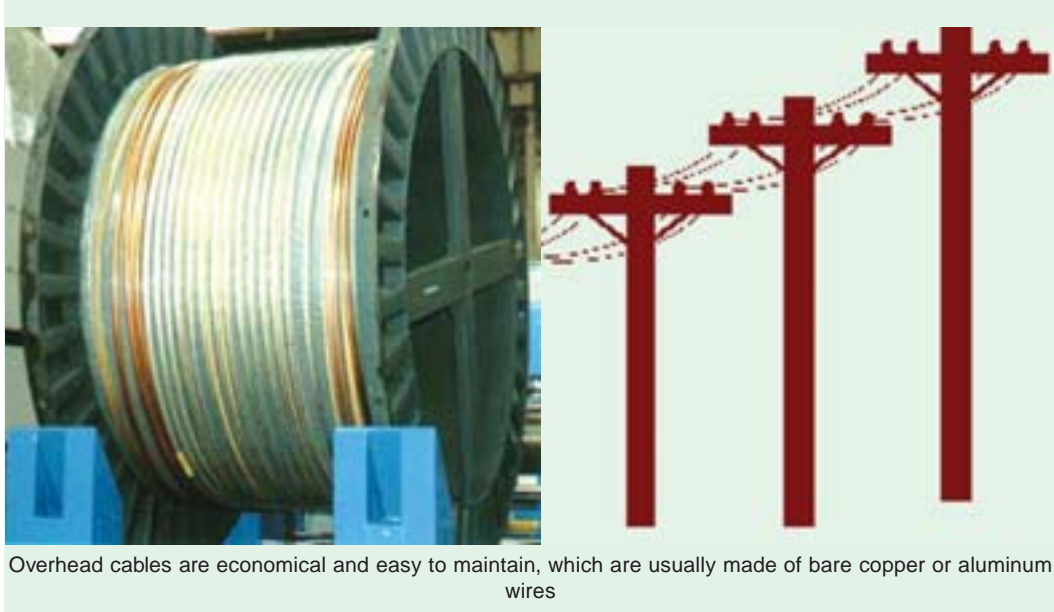 Overhead cables are economical and easy to maintain, which are usually made of bare copper or aluminum
wires